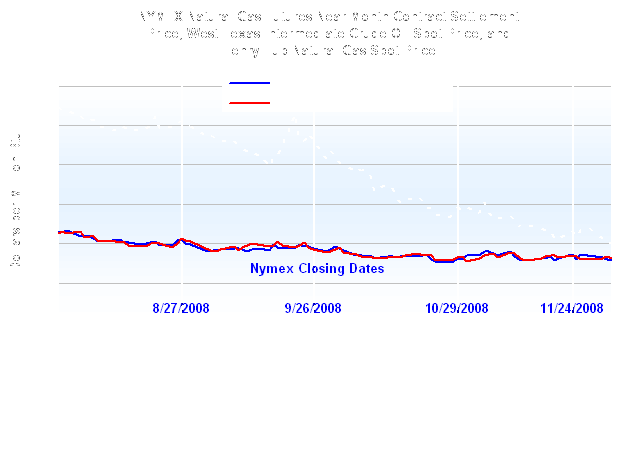 NYMEX Natural Gas Futures Near Month Contract Settlement
Price, West Texas Intermediate Crude Oil Spot Price, and
Henry Hub Natural Gas Spot Price
Nymex Closing Dates
8/27/2008 9/26/2008 10/29/2008 11/24/2008